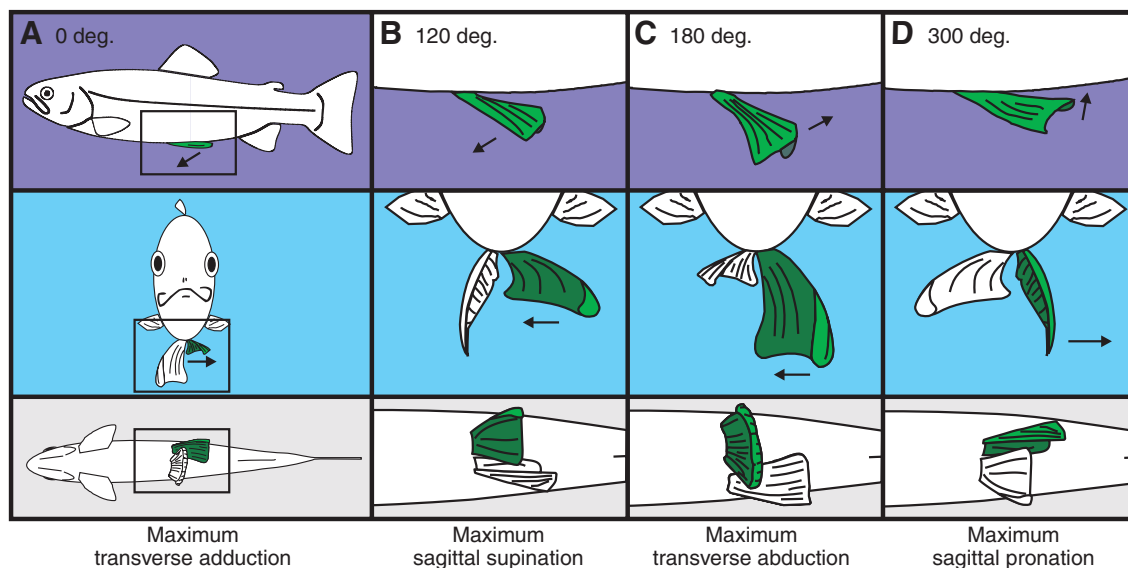 A 0 deg.
B 120 deg.
C 180 deg.
D 300 deg.
Maximum
transverse adduction
Maximum
sagittal supination
Maximum
transverse abduction
Maximum
sagittal pronation